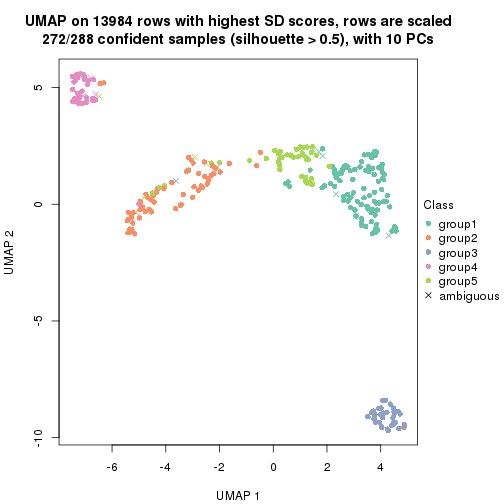 UMAP on 13984 rows with highest SD scores, rows are scaled
272/288 confident samples (silhouette > 0.5), with 10 PCs
5
0
-5
-10
UMAP 2
-6
-4
-2
0
2
4
UMAP 1
Class
group1
group2
group3
group4
group5
ambiguous